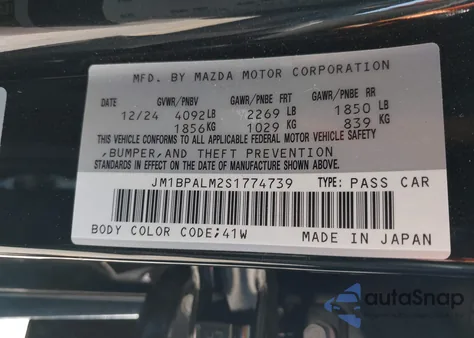 MFD. BY MAZDA MOTOR CORPORATION
12/24 GVWR/PNBV 4092LB 1856KG GAWR/PNBE FRT 2269 LB 1029 KG GAWR/PNBE RR 1850 LB 839 KG
THIS VEHICLE CONFORMS TO ALL APPLICABLE FEDERAL MOTOR VEHICLE SAFETY
,BUMPER,AND THEFT PREVENTION
STANDARDS IN EFFECT ON THE DATE OF MANUFACTURE SHOWN ABOVE.
JM1BPALM2S1774739 TYPE: PASS CAR
BODY COLOR CODE;41W MADE IN JAPAN
autoSnap